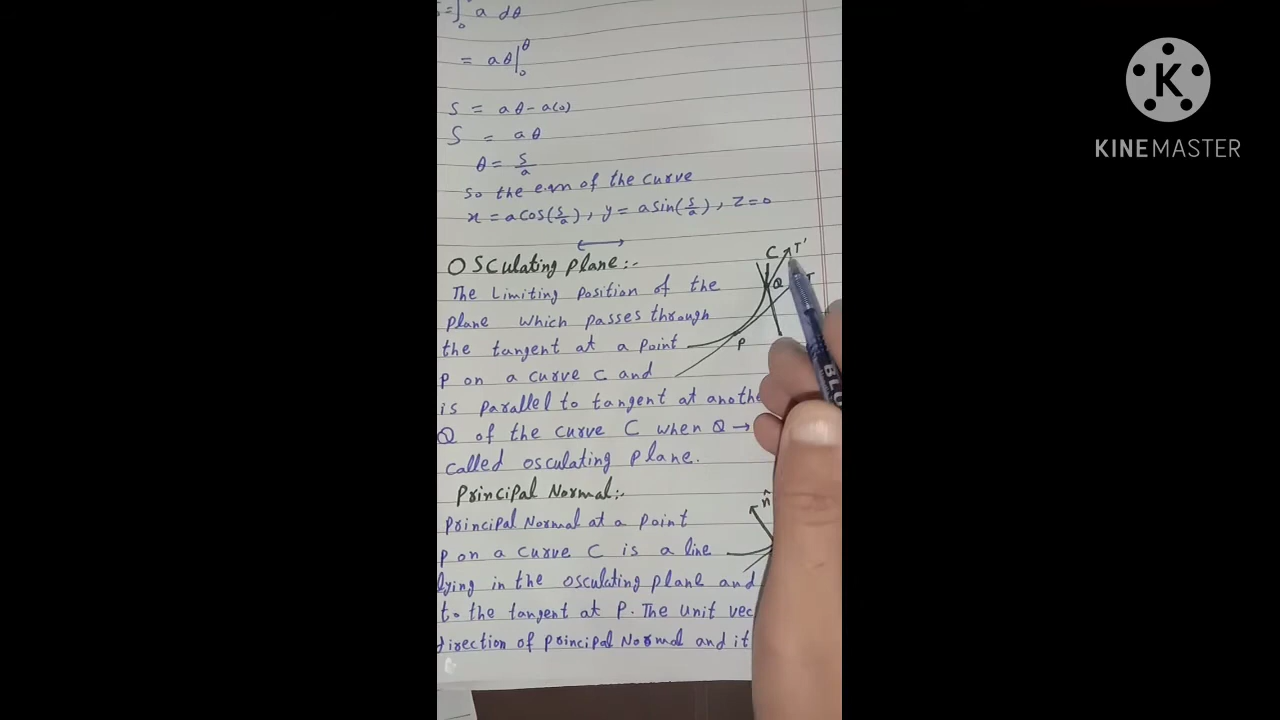 S = ∫₀ a dθ
= aθ|₀^θ
S = aθ - a(0)
S = aθ
θ = S/a
So the eqn of the curve
x = a cos(S/a), y = a sin(S/a), z = 0
Osculating plane:-
The Limiting position of the
plane which passes through
the tangent at a point
P on a curve C and
is parallel to tangent at anothe
Q of the curve C when Q →
called osculating plane.
C
T'
Q
T
P
Principal Normal:-
Principal Normal at a point
P on a curve C is a line
lying in the osculating plane and
to the tangent at P. The unit vec
direction of principal Normal and it
n̂
BLU
K
KINEMASTER